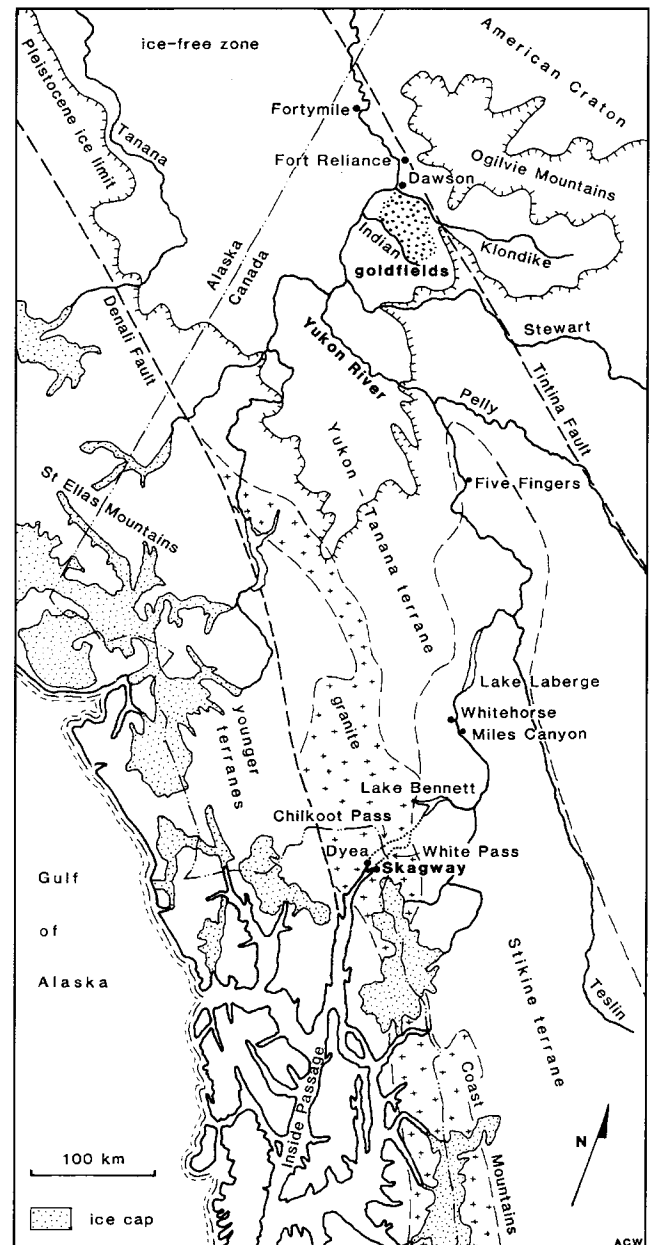 ice-free zone
American Craton
Pleistocene ice limit
Tanana
Fortymile
Fort Reliance
Dawson
Ogilvie Mountains
Alaska
Canada
Indian
Klondike
goldfields
Denali Fault
Stewart
Yukon River
Tintina Fault
Pelly
Five Fingers
St Elias Mountains
Yukon - Tanana terrane
Lake Laberge
Whitehorse
Miles Canyon
younger
terranes
granite
Lake Bennett
Chilkoot Pass
Dyea
White Pass
Skagway
Gulf
of
Alaska
Stikine terrane
Teslin
Inside Passage
Coast
Mountains
N
100 km
ice cap
ACW